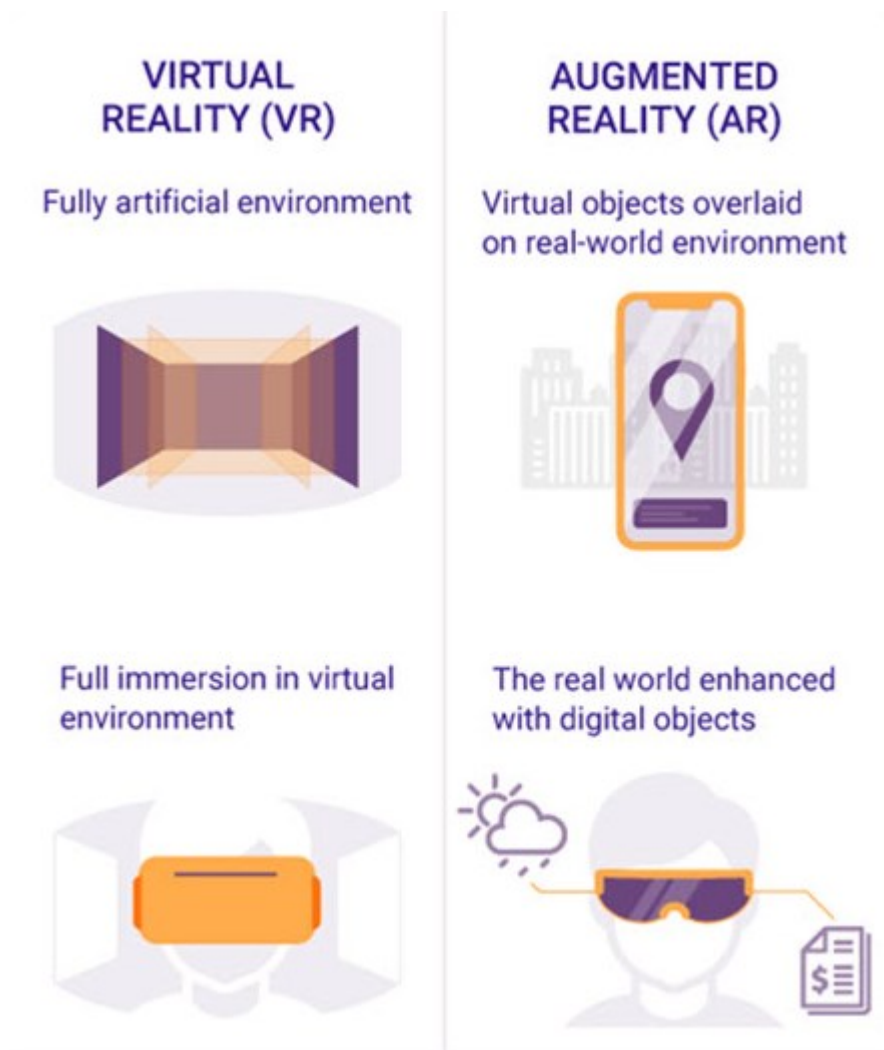 VIRTUAL
REALITY (VR)
Fully artificial environment
Full immersion in virtual
environment
AUGMENTED
REALITY (AR)
Virtual objects overlaid
on real-world environment
The real world enhanced
with digital objects
$